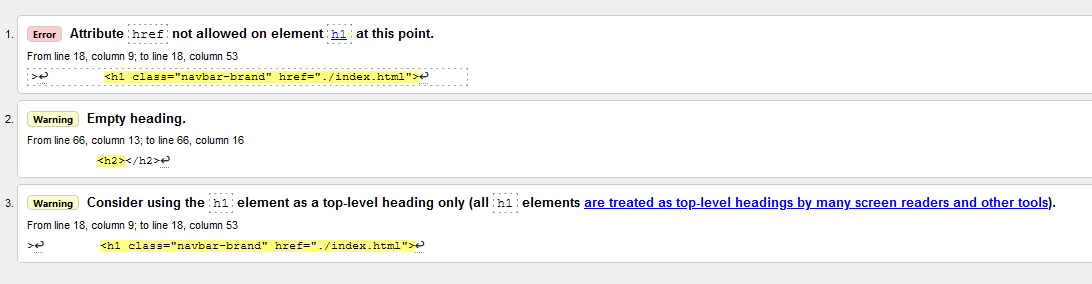 1. Error Attribute href not allowed on element h1 at this point.
From line 18, column 9; to line 18, column 53
>↩ <h1 class="navbar-brand" href="./index.html">↩
2. Warning Empty heading.
From line 66, column 13; to line 66, column 16
<h2></h2>↩
3. Warning Consider using the h1 element as a top-level heading only (all h1 elements are treated as top-level headings by many screen readers and other tools).
From line 18, column 9; to line 18, column 53
>↩ <h1 class="navbar-brand" href="./index.html">↩